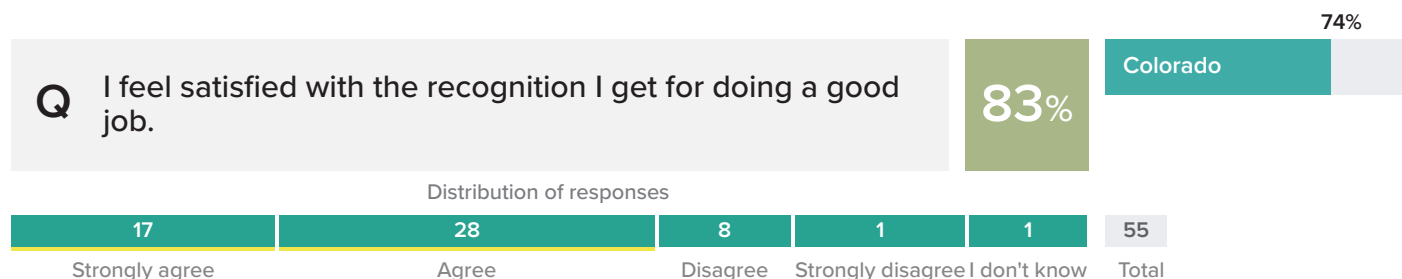 74%
Q
I feel satisfied with the recognition I get for doing a good
job.
83%
Colorado
Distribution of responses
17 28 8 1 1 55
Strongly agree Agree Disagree Strongly disagree I don't know Total